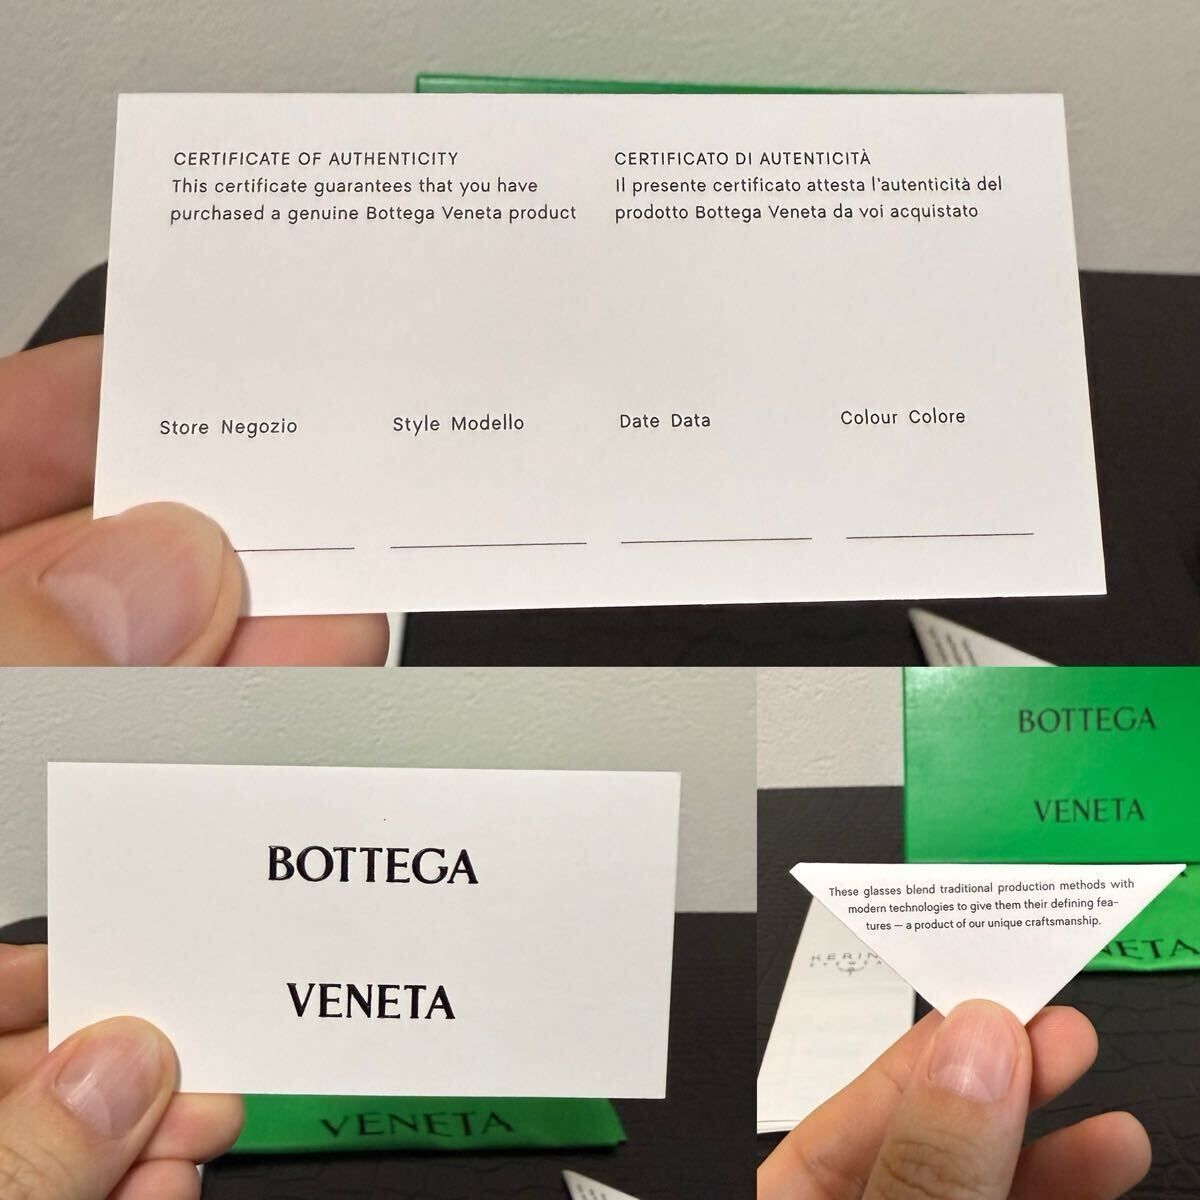 CERTIFICATE OF AUTHENTICITY
This certificate guarantees that you have
purchased a genuine Bottega Veneta product
CERTIFICATO DI AUTENTICITÀ
Il presente certificato attesta l'autenticità del
prodotto Bottega Veneta da voi acquistato
Store Negozio
Style Modello
Date Data
Colour Colore
BOTTEGA
VENETA
VENETA
BOTTEGA
VENETA
These glasses blend traditional production methods with
modern technologies to give them their defining fea-
tures — a product of our unique craftsmanship.